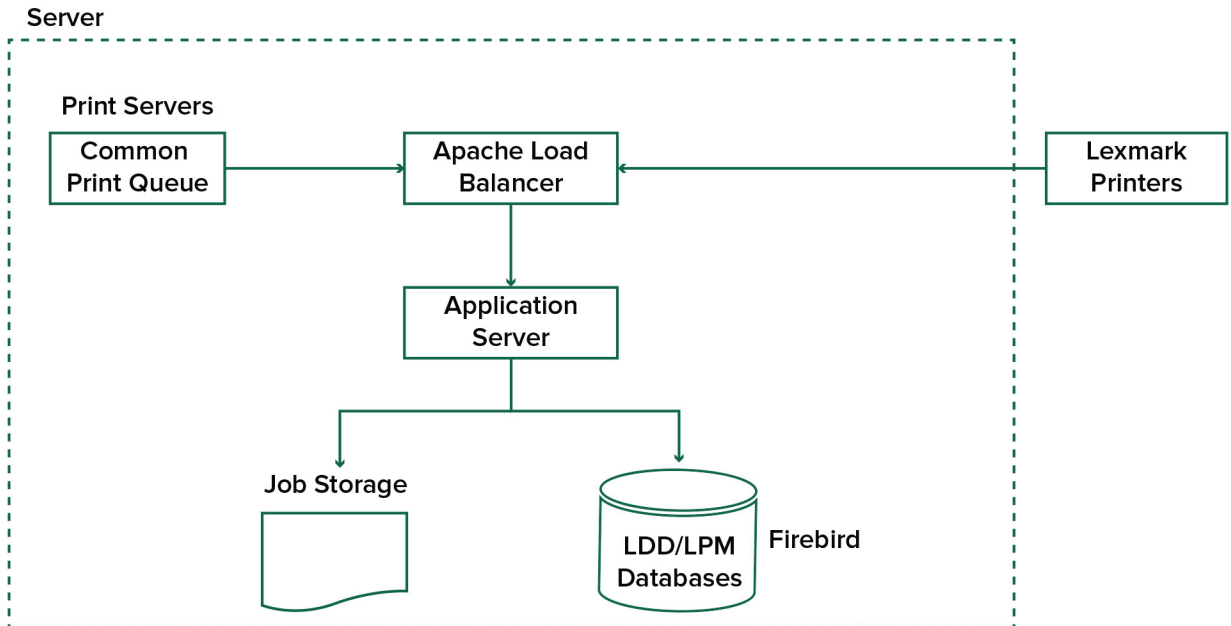 Server
Print Servers
Common
Print Queue
Apache Load
Balancer
Lexmark
Printers
Application
Server
Job Storage
LDD/LPM
Databases
Firebird